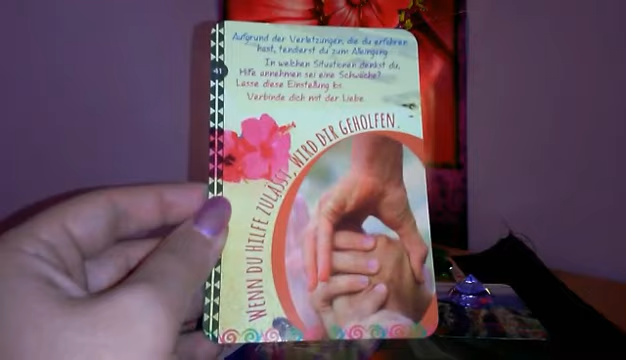 Aufgrund der Verletzungen, die du erfahren
hast, tendierst du zum Alleingang.
In welchen Situationen denkst du,
Hilfe annehmen sei eine Schwäche?
Lasse diese Einstellung los.
Verbinde dich mit der Liebe.
41
WENN DU HILFE ZULÄSST, WIRD DIR GEHOLFEN.